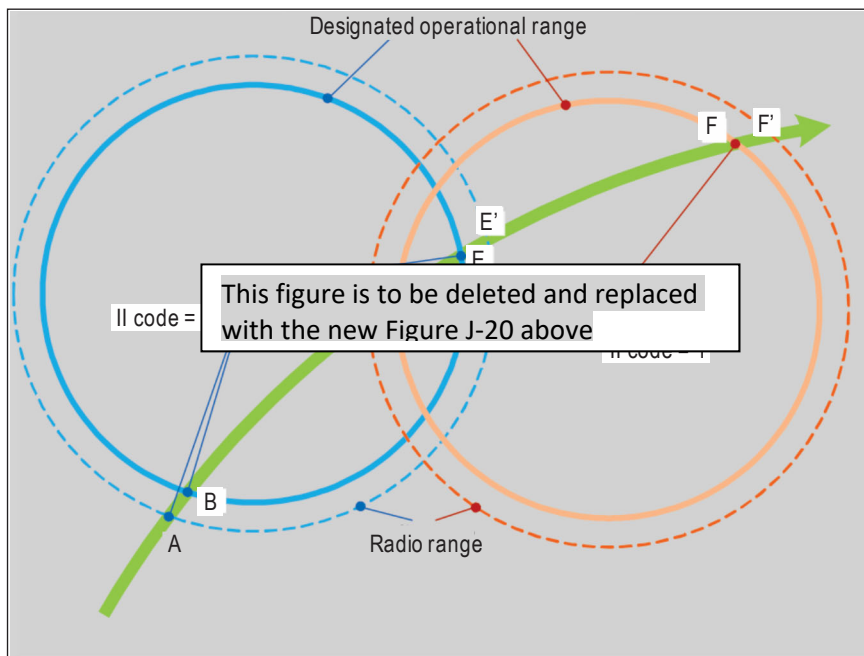 Designated operational range
F F'
E'
E
This figure is to be deleted and replaced
with the new Figure J-20 above
II code =
B
A
Radio range